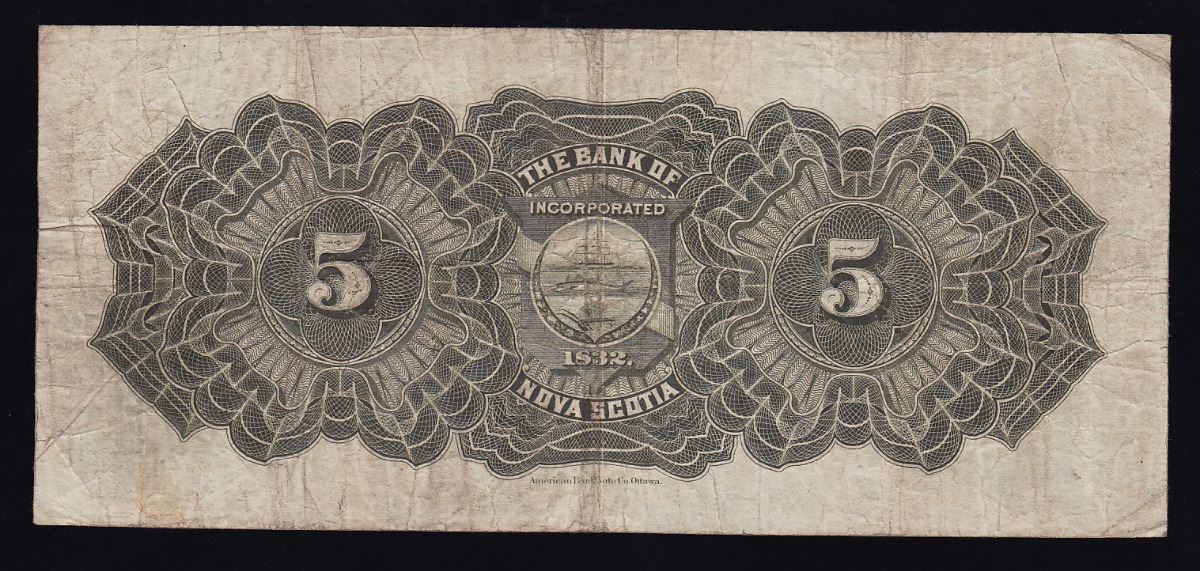 THE BANK OF
INCORPORATED
5 5
1832.
NOVA SCOTIA
American Bank Note Co. Ottawa.